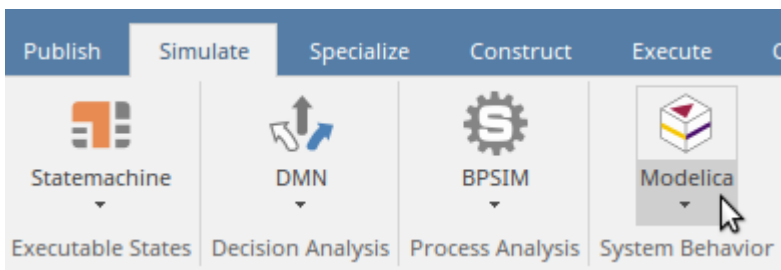 Publish Simulate Specialize Construct Execute
Statemachine DMN BPSIM Modelica
Executable States Decision Analysis Process Analysis System Behavior